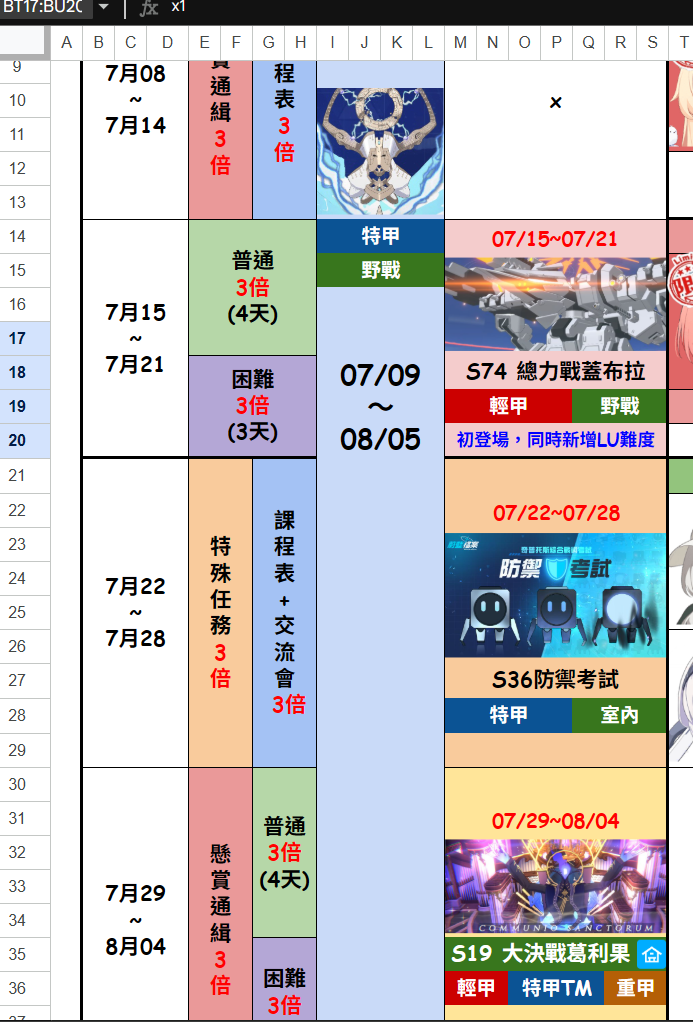 BT17:BU20
fx
x1
A B C D E F G H I J K L M N O P Q R S T
9
10
11
12
13
14
15
16
17
18
19
20
21
22
23
24
25
26
27
28
29
30
31
32
33
34
35
36
37
7月08
~
7月14
賞通緝
3
倍
程表
3
倍
×
7月15
~
7月21
普通
3倍
(4天)
困難
3倍
(3天)
特甲
野戰
07/09
~
08/05
07/15~07/21
S74 總力戰蓋布拉
輕甲 野戰
初登場，同時新增LU難度
7月22
~
7月28
特殊任務
3
倍
課程表+交流會
3倍
07/22~07/28
蔚藍檔案
防禦考試
S36防禦考試
特甲 室內
7月29
~
8月04
懸賞通緝
3
倍
普通
3倍
(4天)
困難
3倍
07/29~08/04
COMMUNIO SANCTORUM
S19 大決戰葛利果
輕甲 特甲TM 重甲
Lim
限